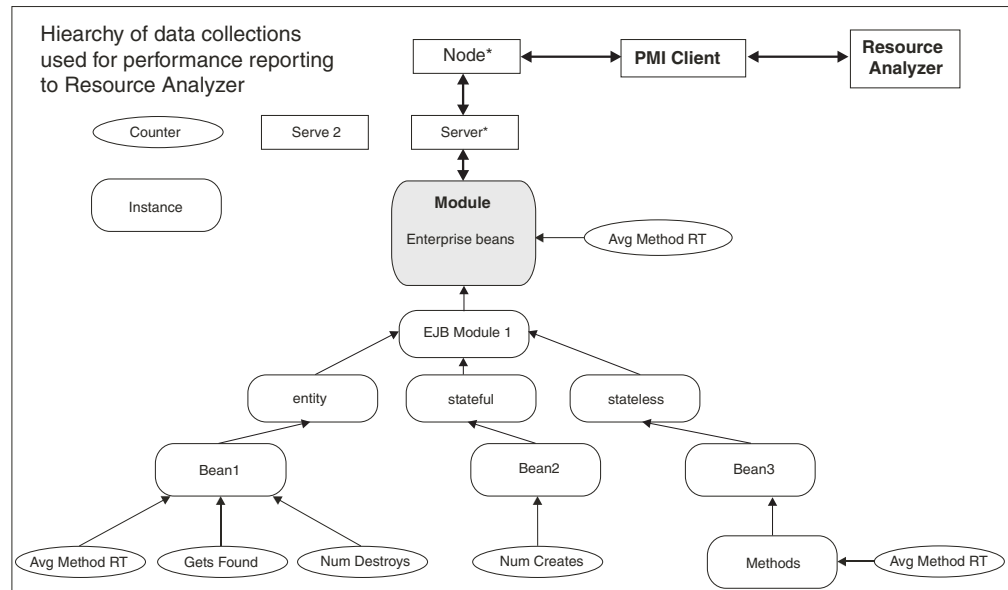 Hiearchy of data collections
used for performance reporting
to Resource Analyzer
Node*
PMI Client
Resource
Analyzer
Counter
Serve 2
Server*
Instance
Module
Enterprise beans
Avg Method RT
EJB Module 1
entity
stateful
stateless
Bean1
Bean2
Bean3
Avg Method RT
Gets Found
Num Destroys
Num Creates
Methods
Avg Method RT